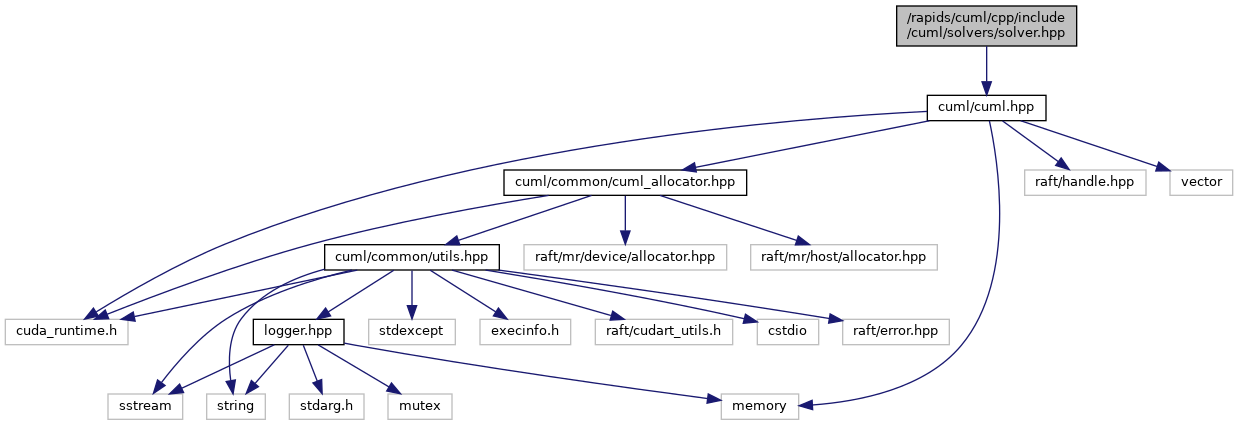 /rapids/cuml/cpp/include
/cuml/solvers/solver.hpp
cuml/cuml.hpp
cuml/common/cuml_allocator.hpp
raft/handle.hpp
vector
cuml/common/utils.hpp
raft/mr/device/allocator.hpp
raft/mr/host/allocator.hpp
cuda_runtime.h
logger.hpp
stdexcept
execinfo.h
raft/cudart_utils.h
cstdio
raft/error.hpp
sstream
string
stdarg.h
mutex
memory